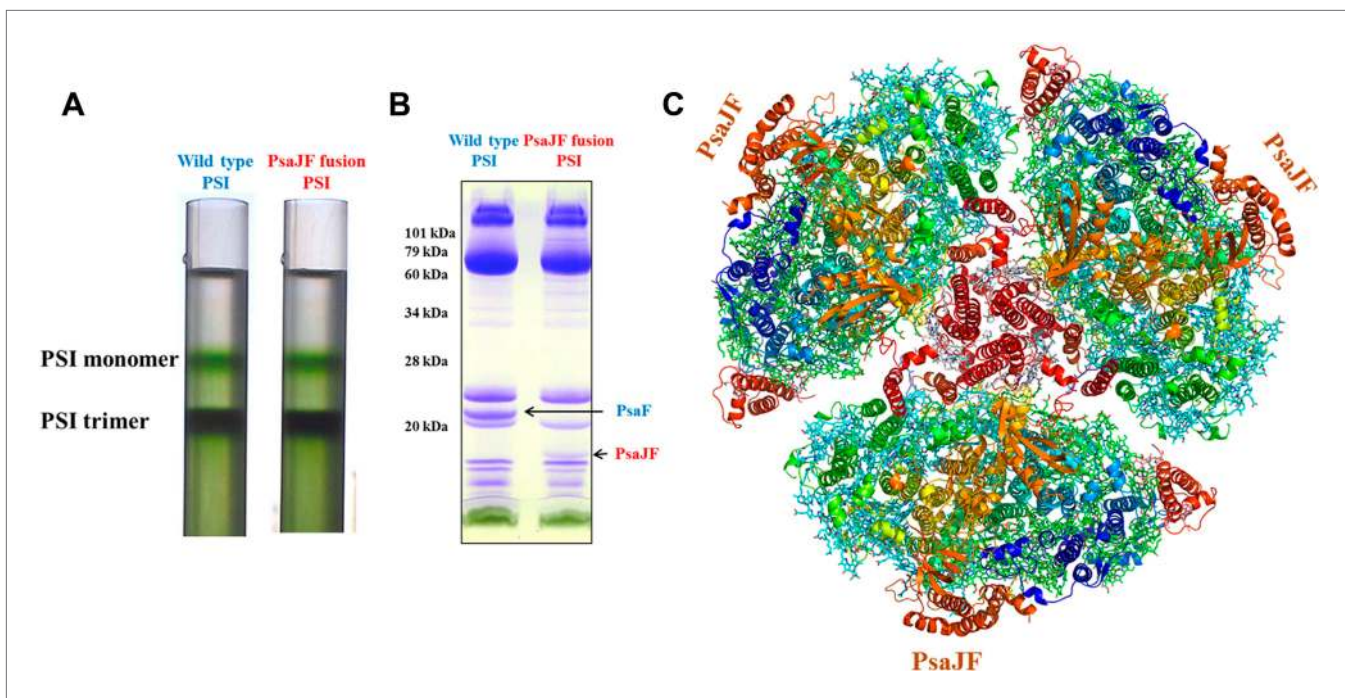 A
Wild type
PSI
PsaJF fusion
PSI
PSI monomer
PSI trimer
B
Wild type
PSI
PsaJF fusion
PSI
101 kDa
79 kDa
60 kDa
34 kDa
28 kDa
20 kDa
PsaF
PsaJF
C
PsaJF
PsaJF
PsaJF